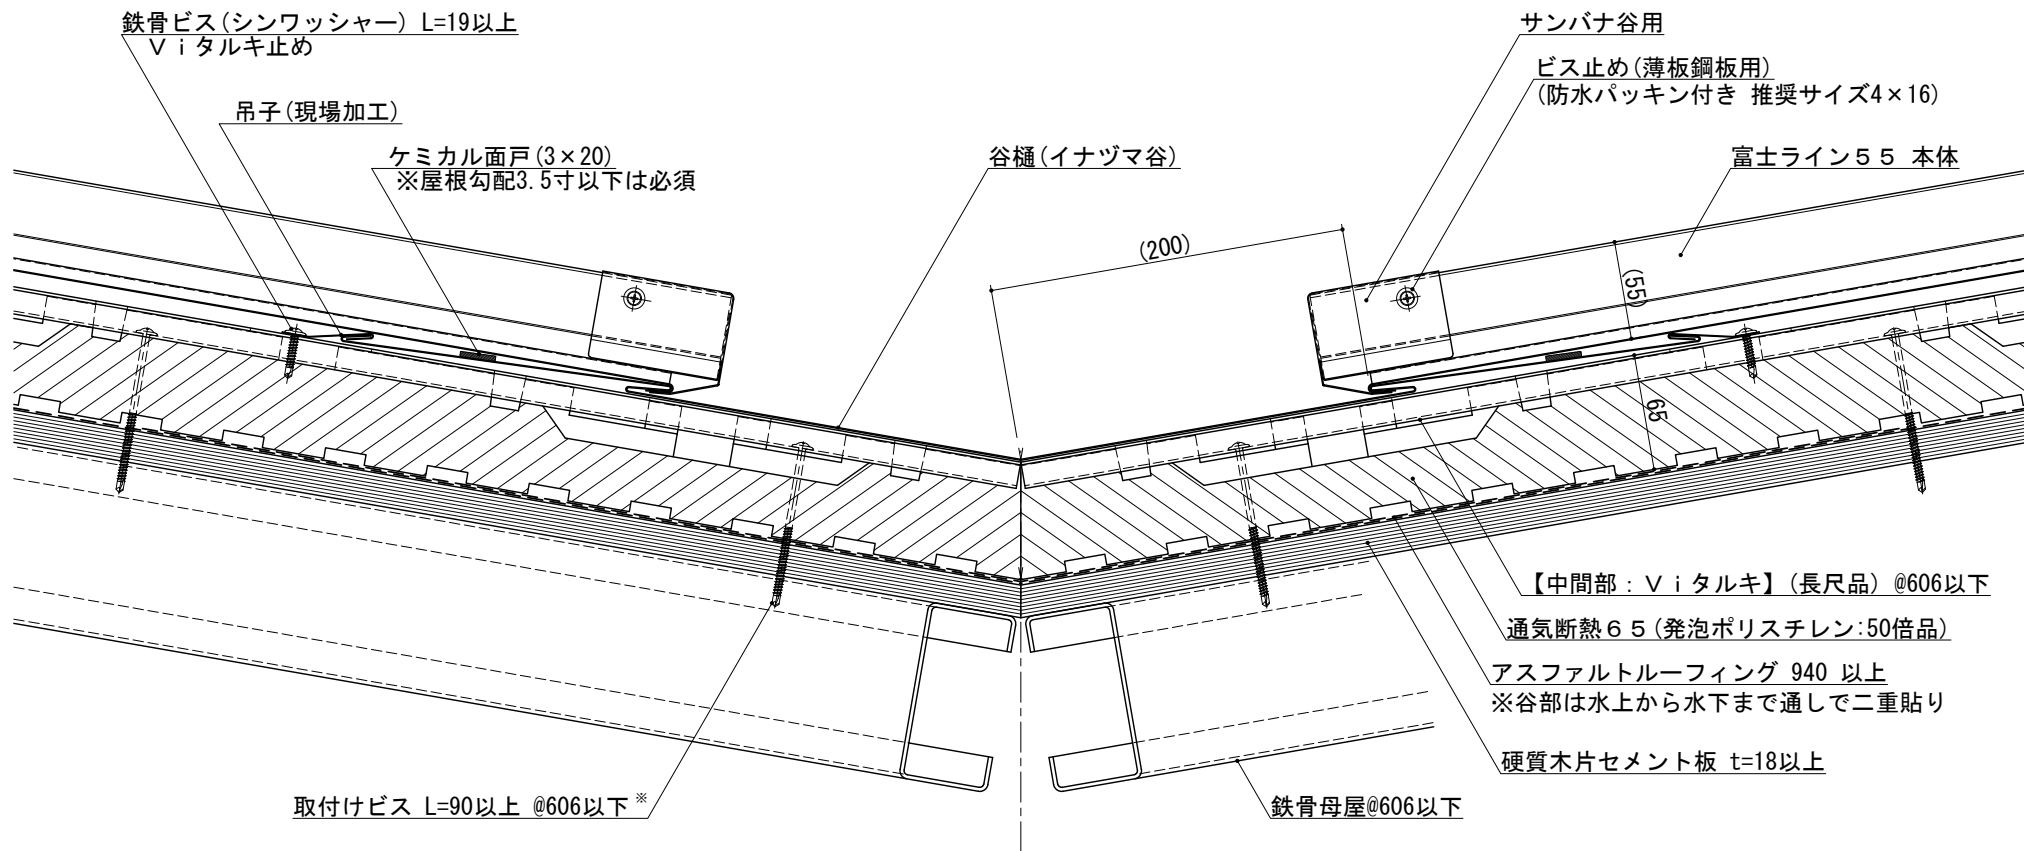 鉄骨ビス(シンワッシャー) L=19以上
Ｖｉタルキ止め
吊子(現場加工)
ケミカル面戸(3×20)
※屋根勾配3.5寸以下は必須
谷樋(イナヅマ谷)
サンバナ谷用
ビス止め(薄板鋼板用)
(防水パッキン付き 推奨サイズ4×16)
富士ライン５５ 本体
(200)
(55)
65
【中間部：Ｖｉタルキ】(長尺品) @606以下
通気断熱６５(発泡ポリスチレン:50倍品)
アスファルトルーフィング 940 以上
※谷部は水上から水下まで通しで二重貼り
硬質木片セメント板 t=18以上
取付けビス L=90以上 @606以下※
鉄骨母屋@606以下